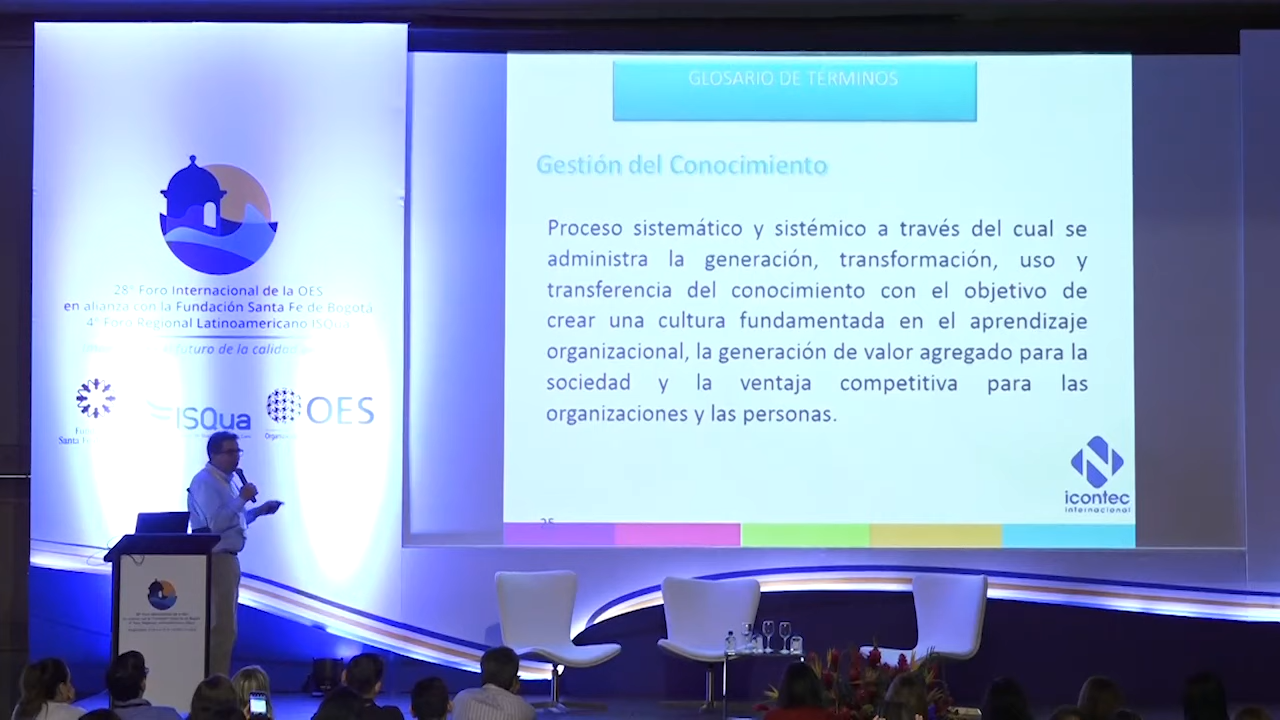 GLOSARIO DE TÉRMINOS
Gestión del Conocimiento
Proceso sistemático y sistémico a través del cual se
administra la generación, transformación, uso y
transferencia del conocimiento con el objetivo de
crear una cultura fundamentada en el aprendizaje
organizacional, la generación de valor agregado para la
sociedad y la ventaja competitiva para las
organizaciones y las personas.
icontec
internacional
25
28° Foro Internacional de la OES
en alianza con la Fundación Santa Fe de Bogotá
4° Foro Regional Latinoamericano ISQua
futuro de la calidad
ISQua
OES
Santa